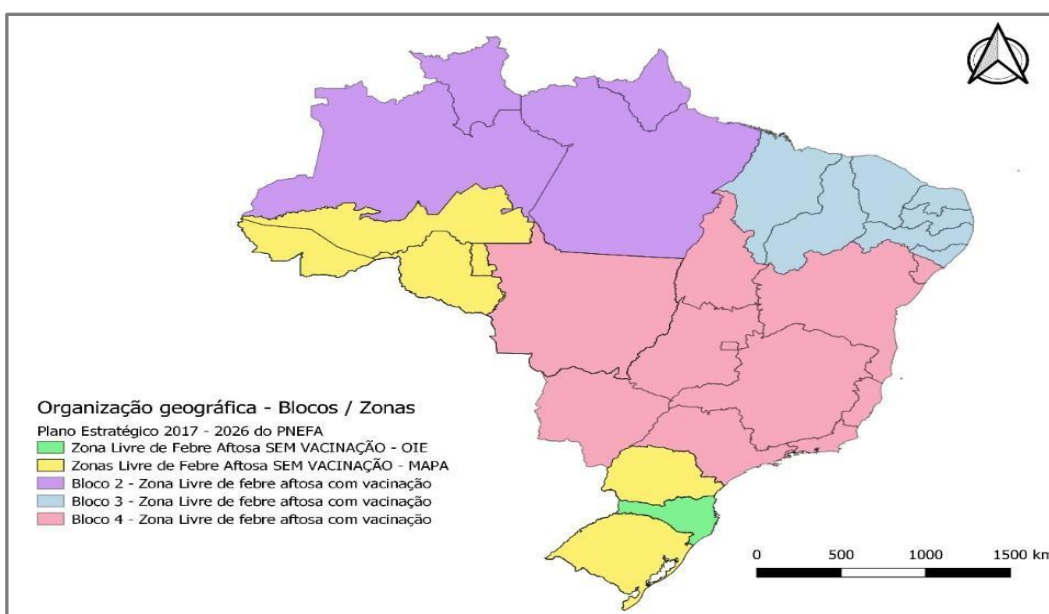 Organização geográfica - Blocos / Zonas
Plano Estratégico 2017 - 2026 do PNEFA
Zona Livre de Febre Aftosa SEM VACINAÇÃO - OIE
Zonas Livre de Febre Aftosa SEM VACINAÇÃO - MAPA
Bloco 2 - Zona Livre de febre aftosa com vacinação
Bloco 3 - Zona Livre de febre aftosa com vacinação
Bloco 4 - Zona Livre de febre aftosa com vacinação
0 500 1000 1500 km